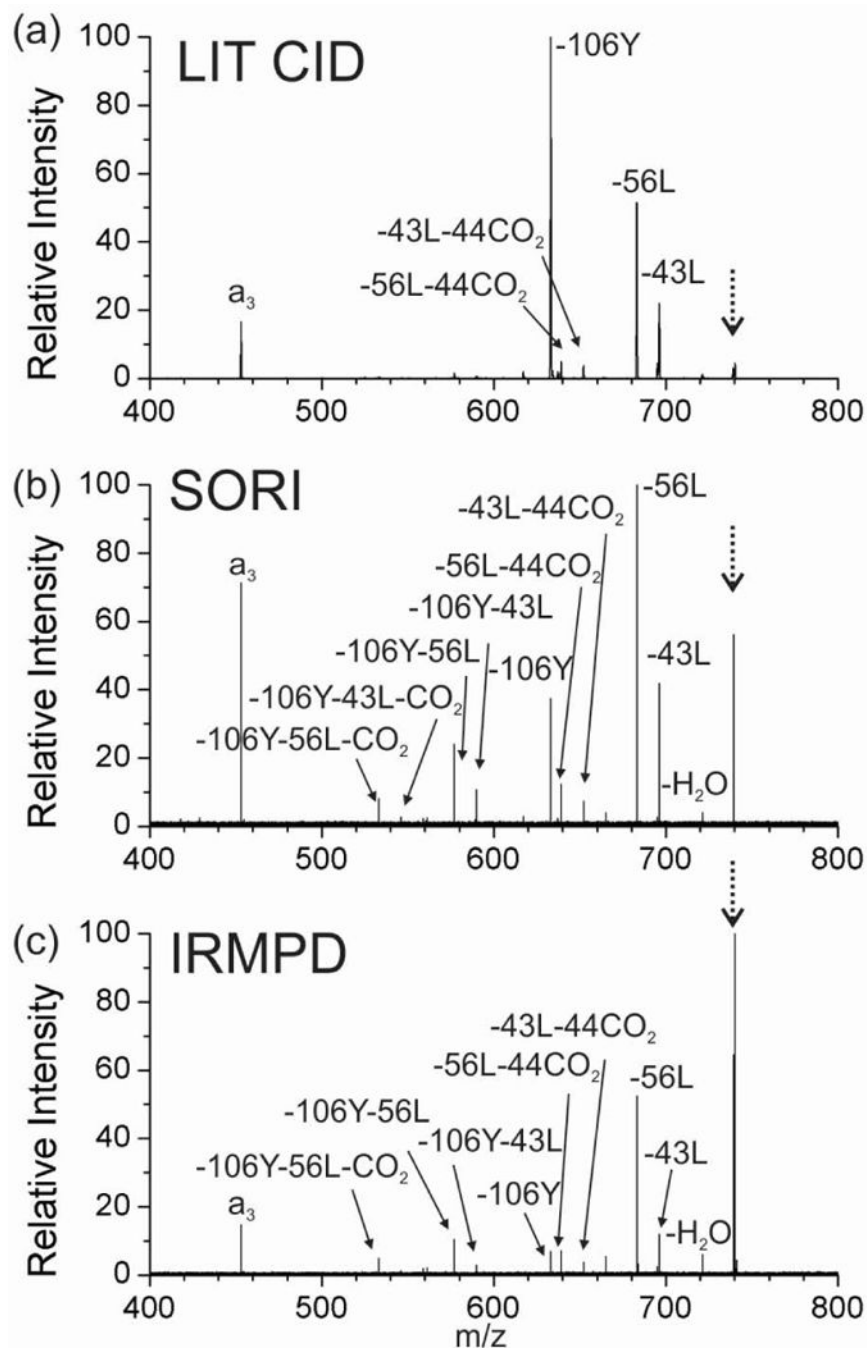 (a)
LIT CID
Relative Intensity
100
80
60
40
20
0
-106Y
-56L
-43L-44CO₂
-43L
-56L-44CO₂
a₃
400 500 600 700 800
(b)
SORI
Relative Intensity
100
80
60
40
20
0
-56L
-43L-44CO₂
a₃
-56L-44CO₂
-106Y-43L
-106Y-56L
-106Y
-43L
-106Y-43L-CO₂
-106Y-56L-CO₂
-H₂O
400 500 600 700 800
(c)
IRMPD
Relative Intensity
100
80
60
40
20
0
-43L-44CO₂
-56L-44CO₂
-56L
-106Y-56L
-106Y-43L
-43L
-106Y-56L-CO₂
-106Y
a₃
-H₂O
400 500 600 700 800
m/z